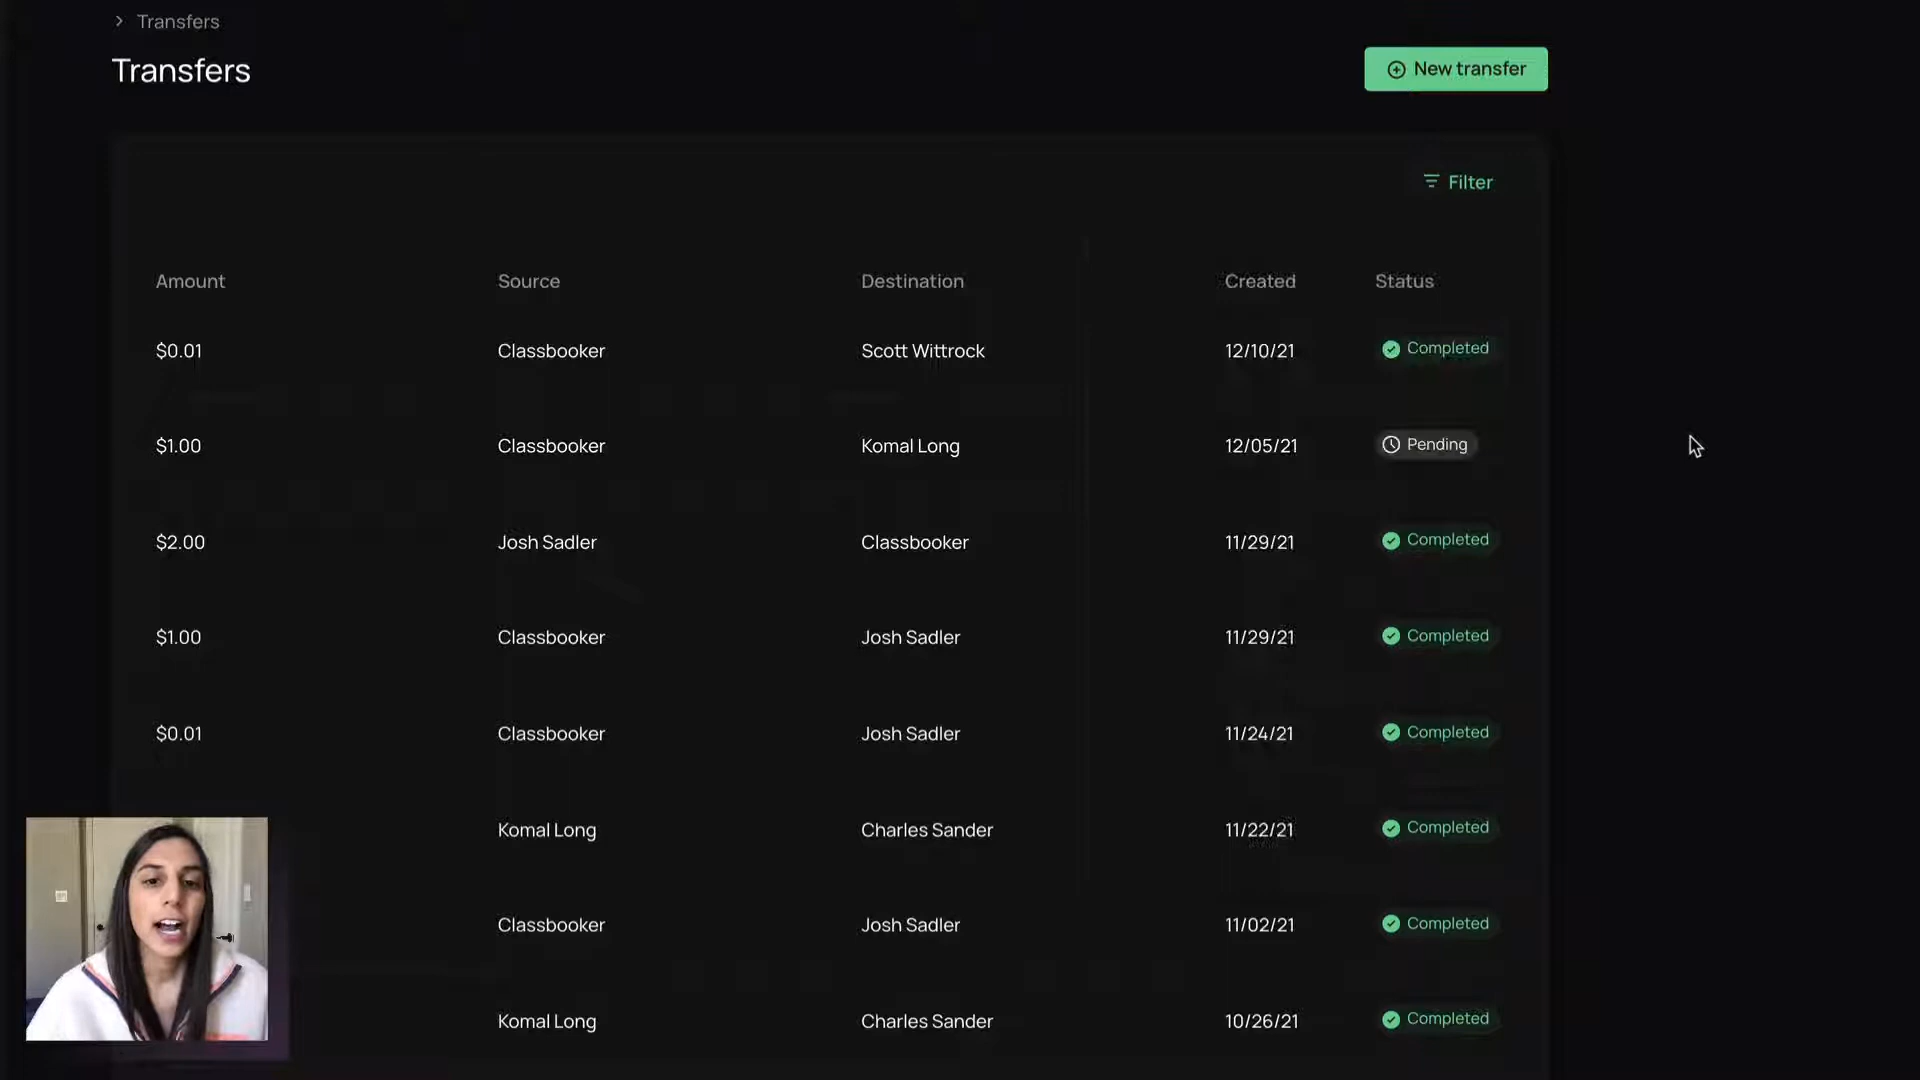 Transfers
Transfers
New transfer
Filter
Amount Source Destination Created Status
$0.01 Classbooker Scott Wittrock 12/10/21 Completed
$1.00 Classbooker Komal Long 12/05/21 Pending
$2.00 Josh Sadler Classbooker 11/29/21 Completed
$1.00 Classbooker Josh Sadler 11/29/21 Completed
$0.01 Classbooker Josh Sadler 11/24/21 Completed
Komal Long Charles Sander 11/22/21 Completed
Classbooker Josh Sadler 11/02/21 Completed
Komal Long Charles Sander 10/26/21 Completed